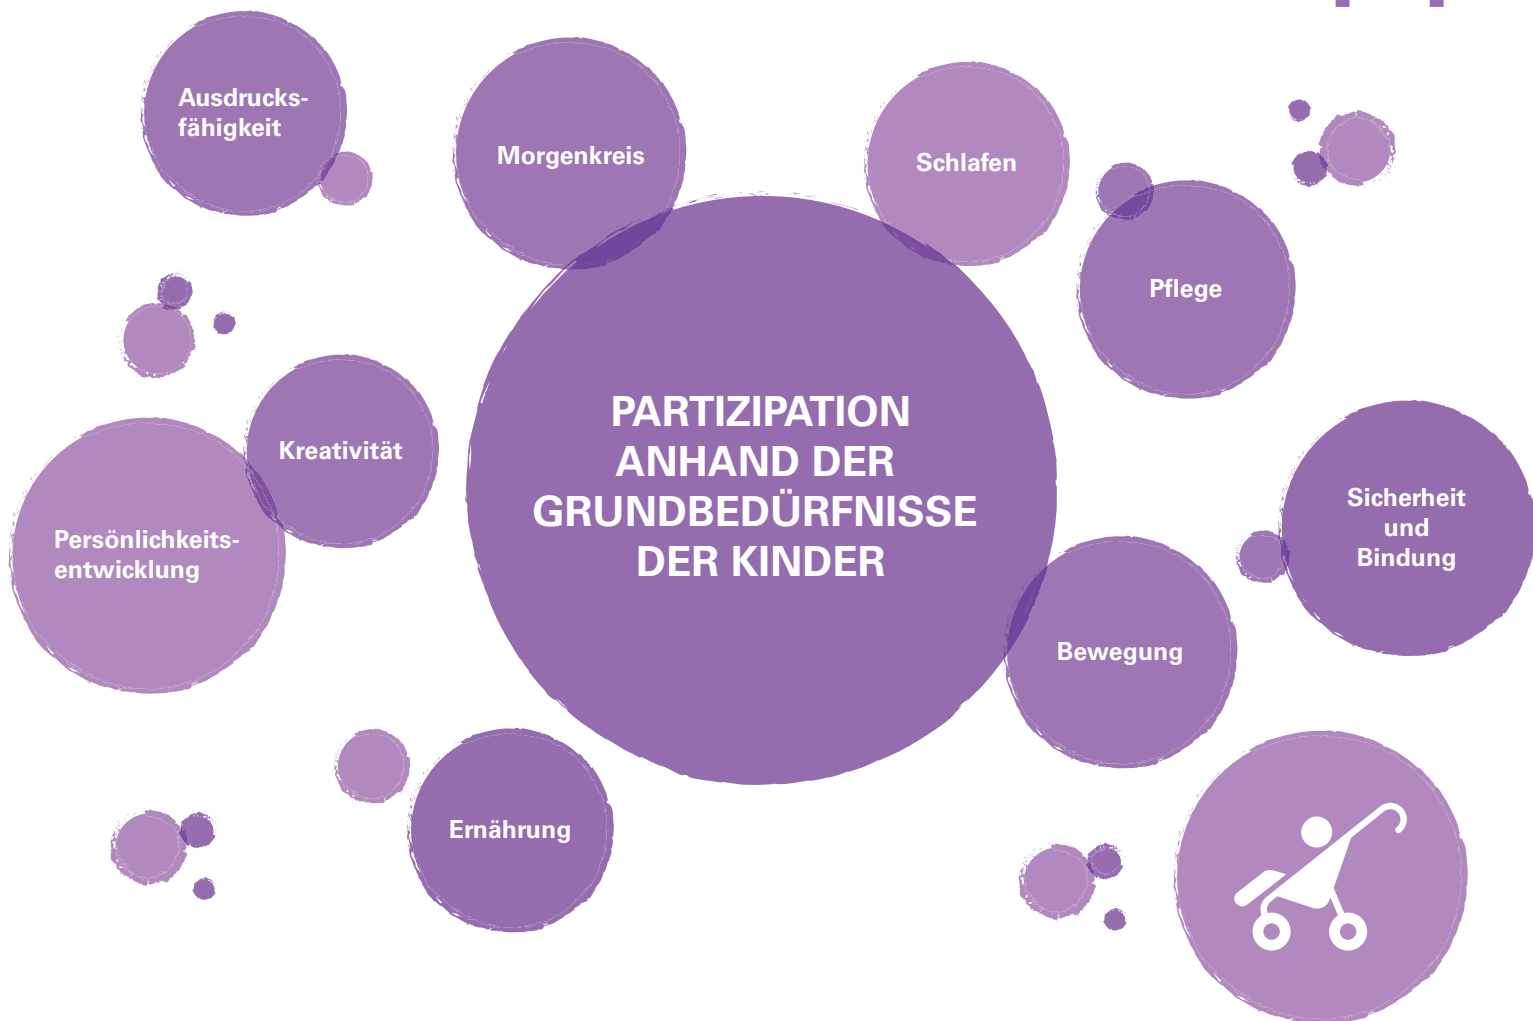 Ausdrucks-
fähigkeit
Morgenkreis
Schlafen
Pflege
Kreativität
Persönlichkeits-
entwicklung
PARTIZIPATION
ANHAND DER
GRUNDBEDÜRFNISSE
DER KINDER
Sicherheit
und
Bindung
Bewegung
Ernährung